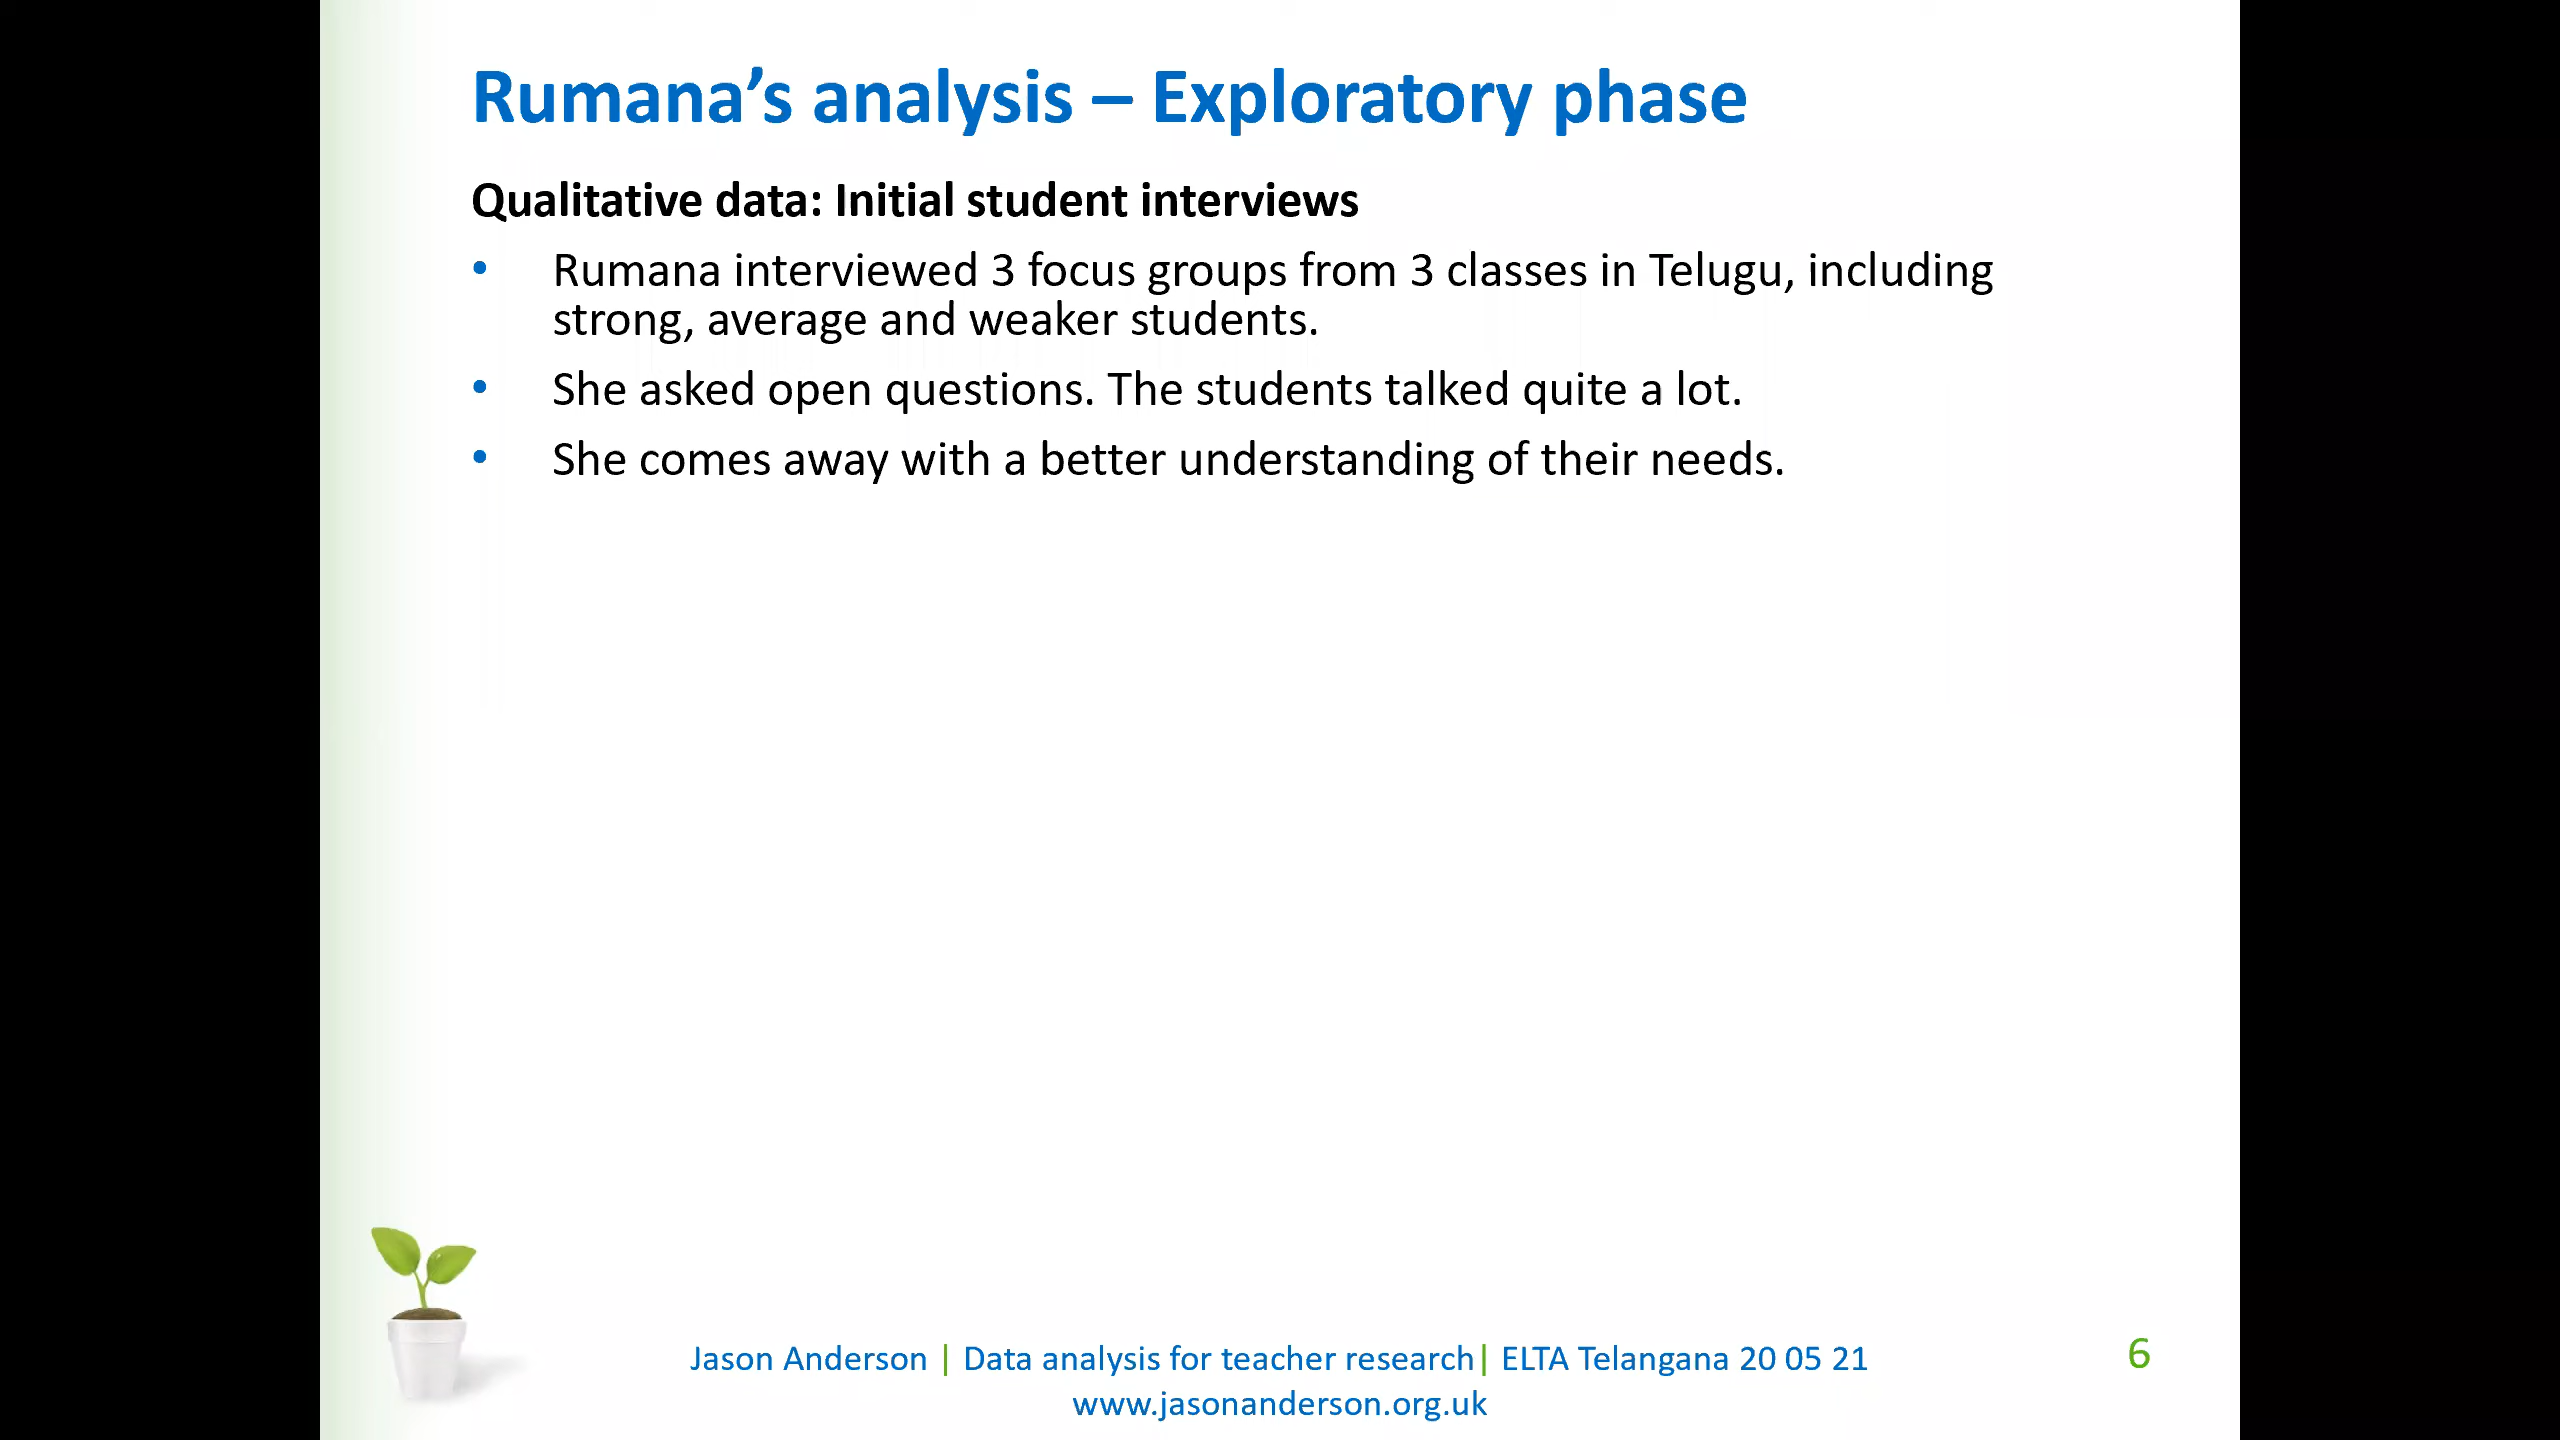 Rumana’s analysis – Exploratory phase
Qualitative data: Initial student interviews
• Rumana interviewed 3 focus groups from 3 classes in Telugu, including
strong, average and weaker students.
• She asked open questions. The students talked quite a lot.
• She comes away with a better understanding of their needs.
Jason Anderson | Data analysis for teacher research| ELTA Telangana 20 05 21
www.jasonanderson.org.uk
6